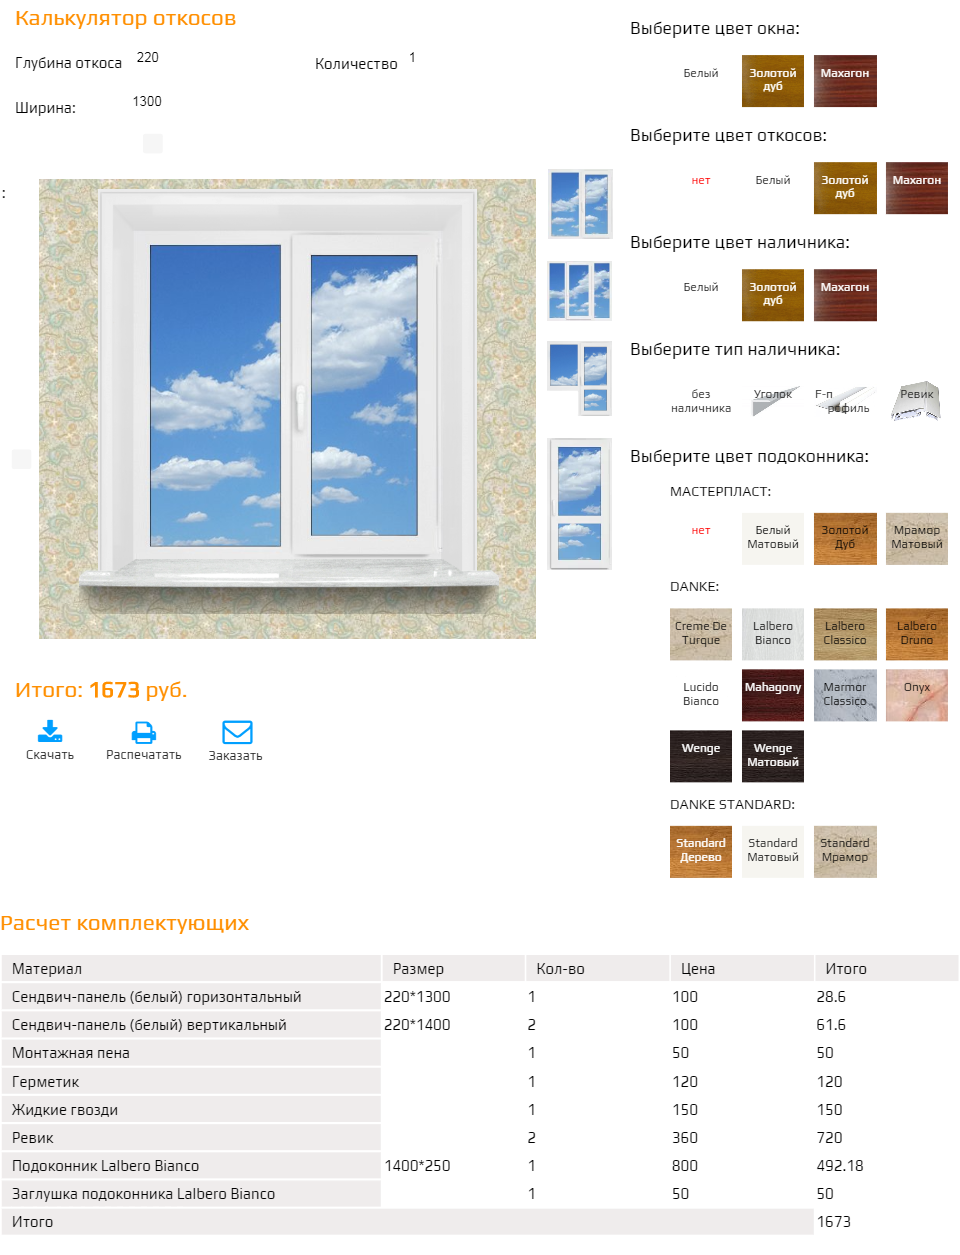 Калькулятор откосов
Глубина откоса 220 Количество 1
Ширина: 1300
:
Итого: 1673 руб.
Скачать Распечатать Заказать
Выберите цвет окна:
Белый Золотой дуб Махагон
Выберите цвет откосов:
нет Белый Золотой дуб Махагон
Выберите цвет наличника:
Белый Золотой дуб Махагон
Выберите тип наличника:
без наличника Уголок F-профиль Ревик
Выберите цвет подоконника:
МАСТЕРПЛАСТ:
нет Белый Матовый Золотой Дуб Мрамор Матовый
DANKE:
Creme De Turque Lalbero Bianco Lalbero Classico Lalbero Druno
Lucido Bianco Mahagony Marmor Classico Onyx
Wenge Wenge Матовый
DANKE STANDARD:
Standard Дерево Standard Матовый Standard Мрамор
Расчет комплектующих
Материал Размер Кол-во Цена Итого
Сендвич-панель (белый) горизонтальный 220*1300 1 100 28.6
Сендвич-панель (белый) вертикальный 220*1400 2 100 61.6
Монтажная пена 1 50 50
Герметик 1 120 120
Жидкие гвозди 1 150 150
Ревик 2 360 720
Подоконник Lalbero Bianco 1400*250 1 800 492.18
Заглушка подоконника Lalbero Bianco 1 50 50
Итого 1673